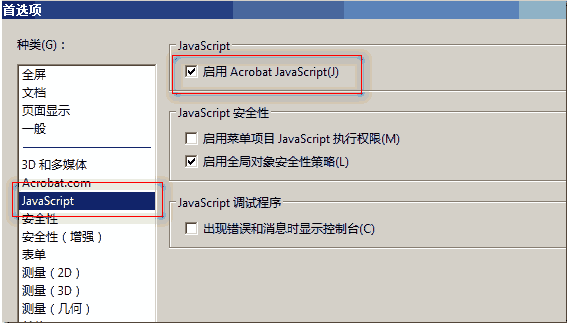 首选项
种类(G)：
全屏
文档
页面显示
一般
3D 和多媒体
Acrobat.com
JavaScript
安全性
安全性（增强）
表单
测量（2D）
测量（3D）
测量（几何）
JavaScript
启用 Acrobat JavaScript(J)
JavaScript 安全性
启用菜单项目 JavaScript 执行权限(M)
启用全局对象安全性策略(L)
JavaScript 调试程序
出现错误和消息时显示控制台(C)